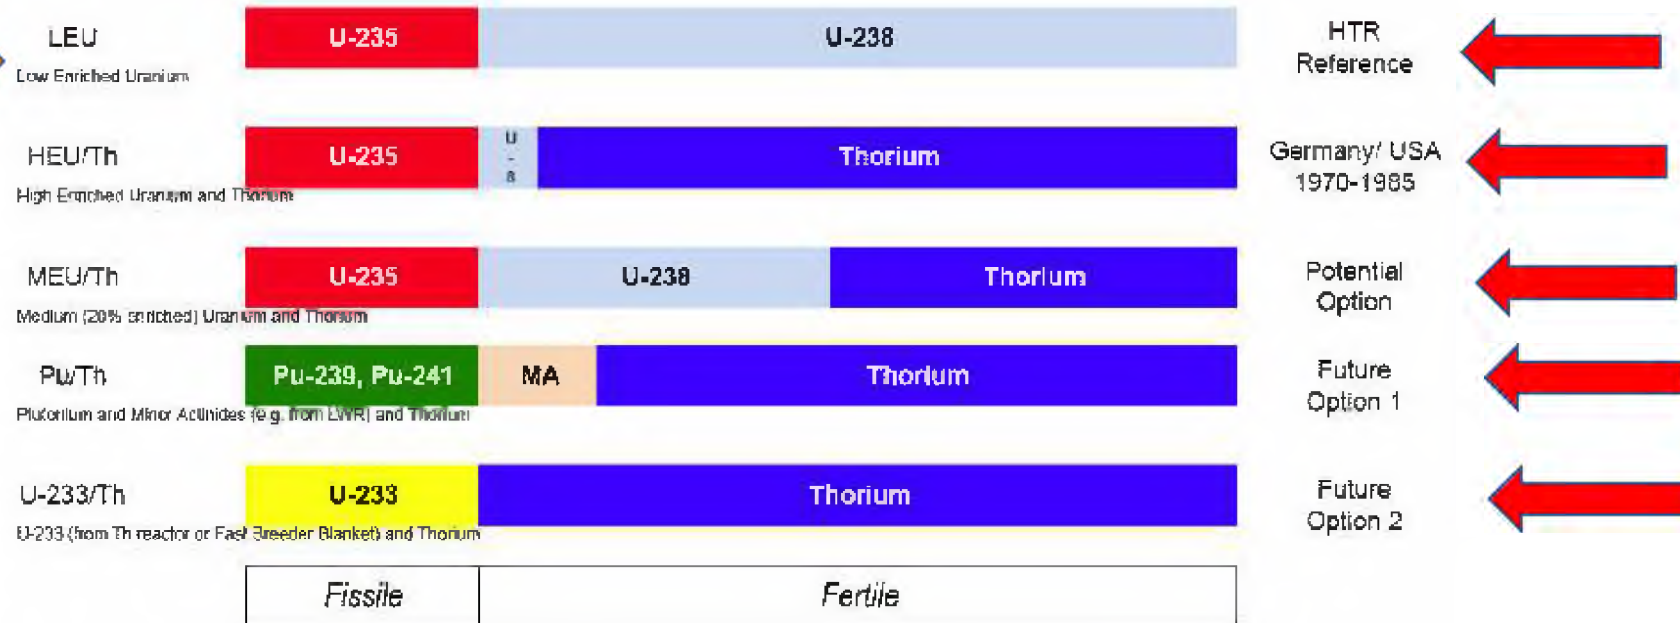 LEU
U-235
U-238
HTR
Reference
Low Enriched Uranium
HEU/Th
U-235
U
-
8
Thorium
Germany/ USA
1970-1985
High Enriched Uranium and Thorium
MEU/Th
U-235
U-238
Thorium
Potential
Option
Medium (20% enriched) Uranium and Thorium
Pu/Th
Pu-239, Pu-241
MA
Thorium
Future
Option 1
Plutonium and Minor Actinides (e.g. from LWR) and Thorium
U-233/Th
U-233
Thorium
Future
Option 2
U-233 (from Th reactor or Fast Breeder Blanket) and Thorium
Fissile
Fertile